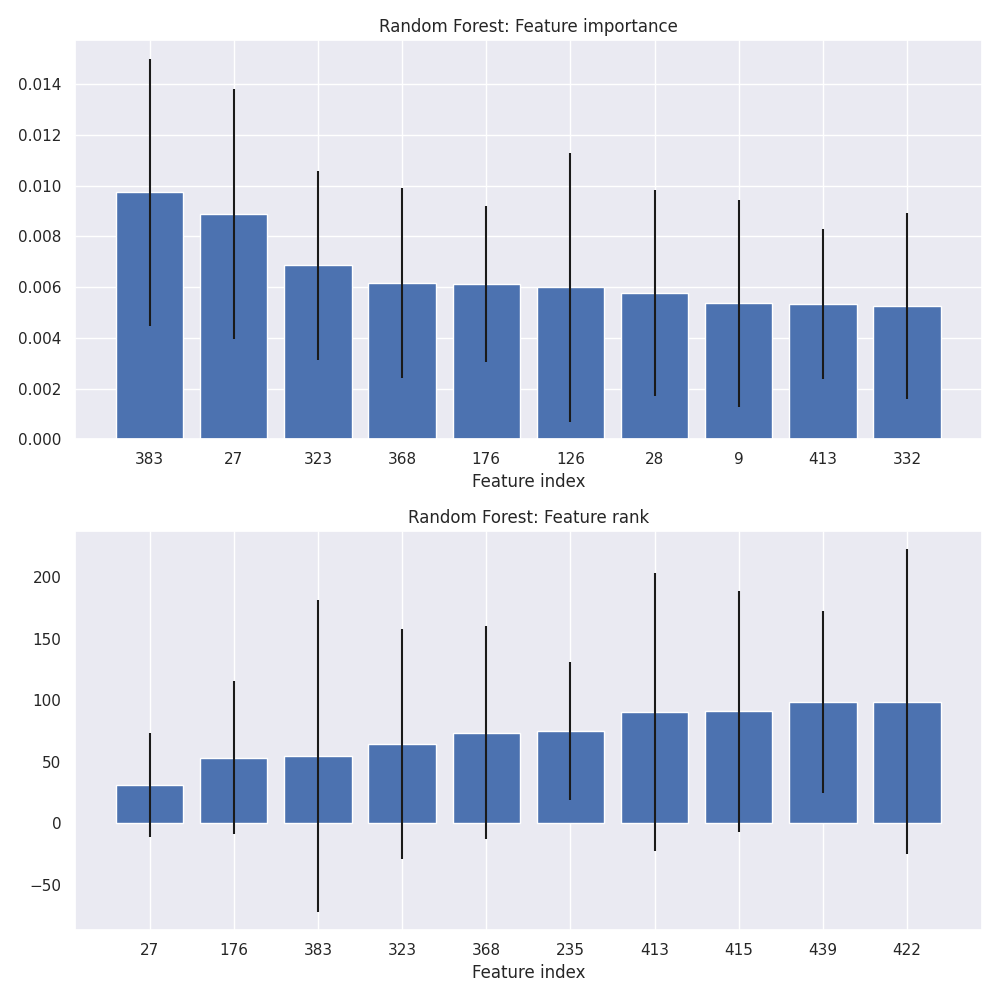 Random Forest: Feature importance
0.014
0.012
0.010
0.008
0.006
0.004
0.002
0.000
383 27 323 368 176 126 28 9 413 332
Feature index
Random Forest: Feature rank
200
150
100
50
0
−50
27 176 383 323 368 235 413 415 439 422
Feature index